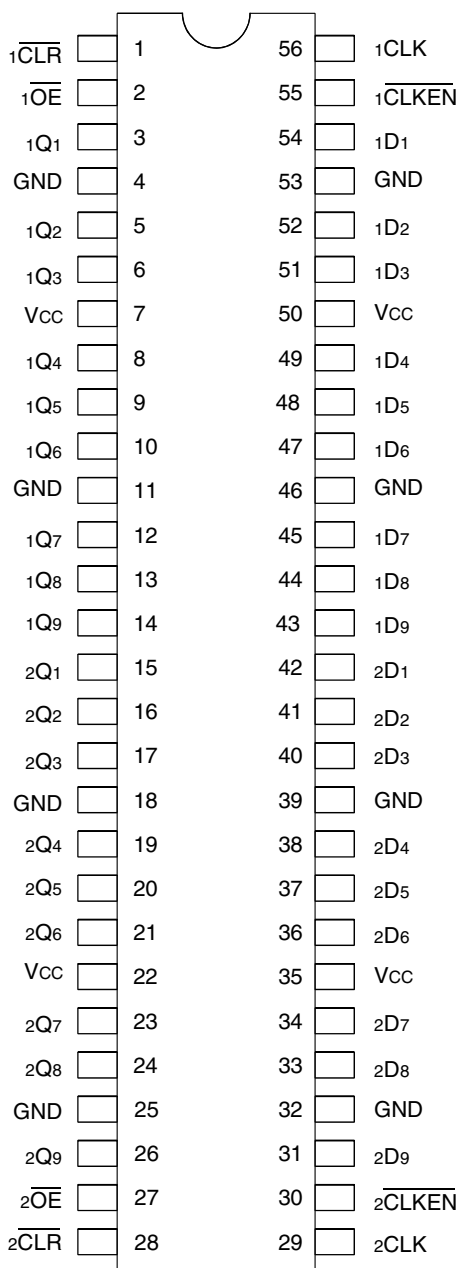 1CLR 1 56 1CLK
1OE 2 55 1CLKEN
1Q1 3 54 1D1
GND 4 53 GND
1Q2 5 52 1D2
1Q3 6 51 1D3
VCC 7 50 VCC
1Q4 8 49 1D4
1Q5 9 48 1D5
1Q6 10 47 1D6
GND 11 46 GND
1Q7 12 45 1D7
1Q8 13 44 1D8
1Q9 14 43 1D9
2Q1 15 42 2D1
2Q2 16 41 2D2
2Q3 17 40 2D3
GND 18 39 GND
2Q4 19 38 2D4
2Q5 20 37 2D5
2Q6 21 36 2D6
VCC 22 35 VCC
2Q7 23 34 2D7
2Q8 24 33 2D8
GND 25 32 GND
2Q9 26 31 2D9
2OE 27 30 2CLKEN
2CLR 28 29 2CLK